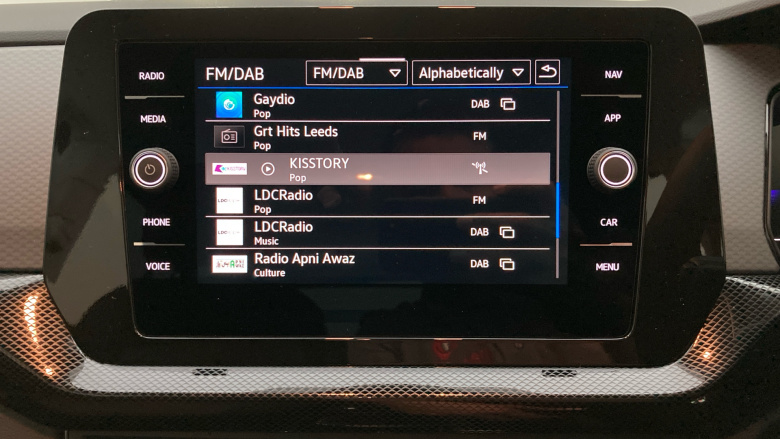 RADIO
MEDIA
PHONE
VOICE
FM/DAB
FM/DAB
Alphabetically
Gaydio
Pop
DAB
Grt Hits Leeds
Pop
FM
KISSTORY
KISSTORY
Pop
LDCRadio
Pop
FM
LDCRadio
Music
DAB
Radio Apni Awaz
Culture
DAB
NAV
APP
CAR
MENU